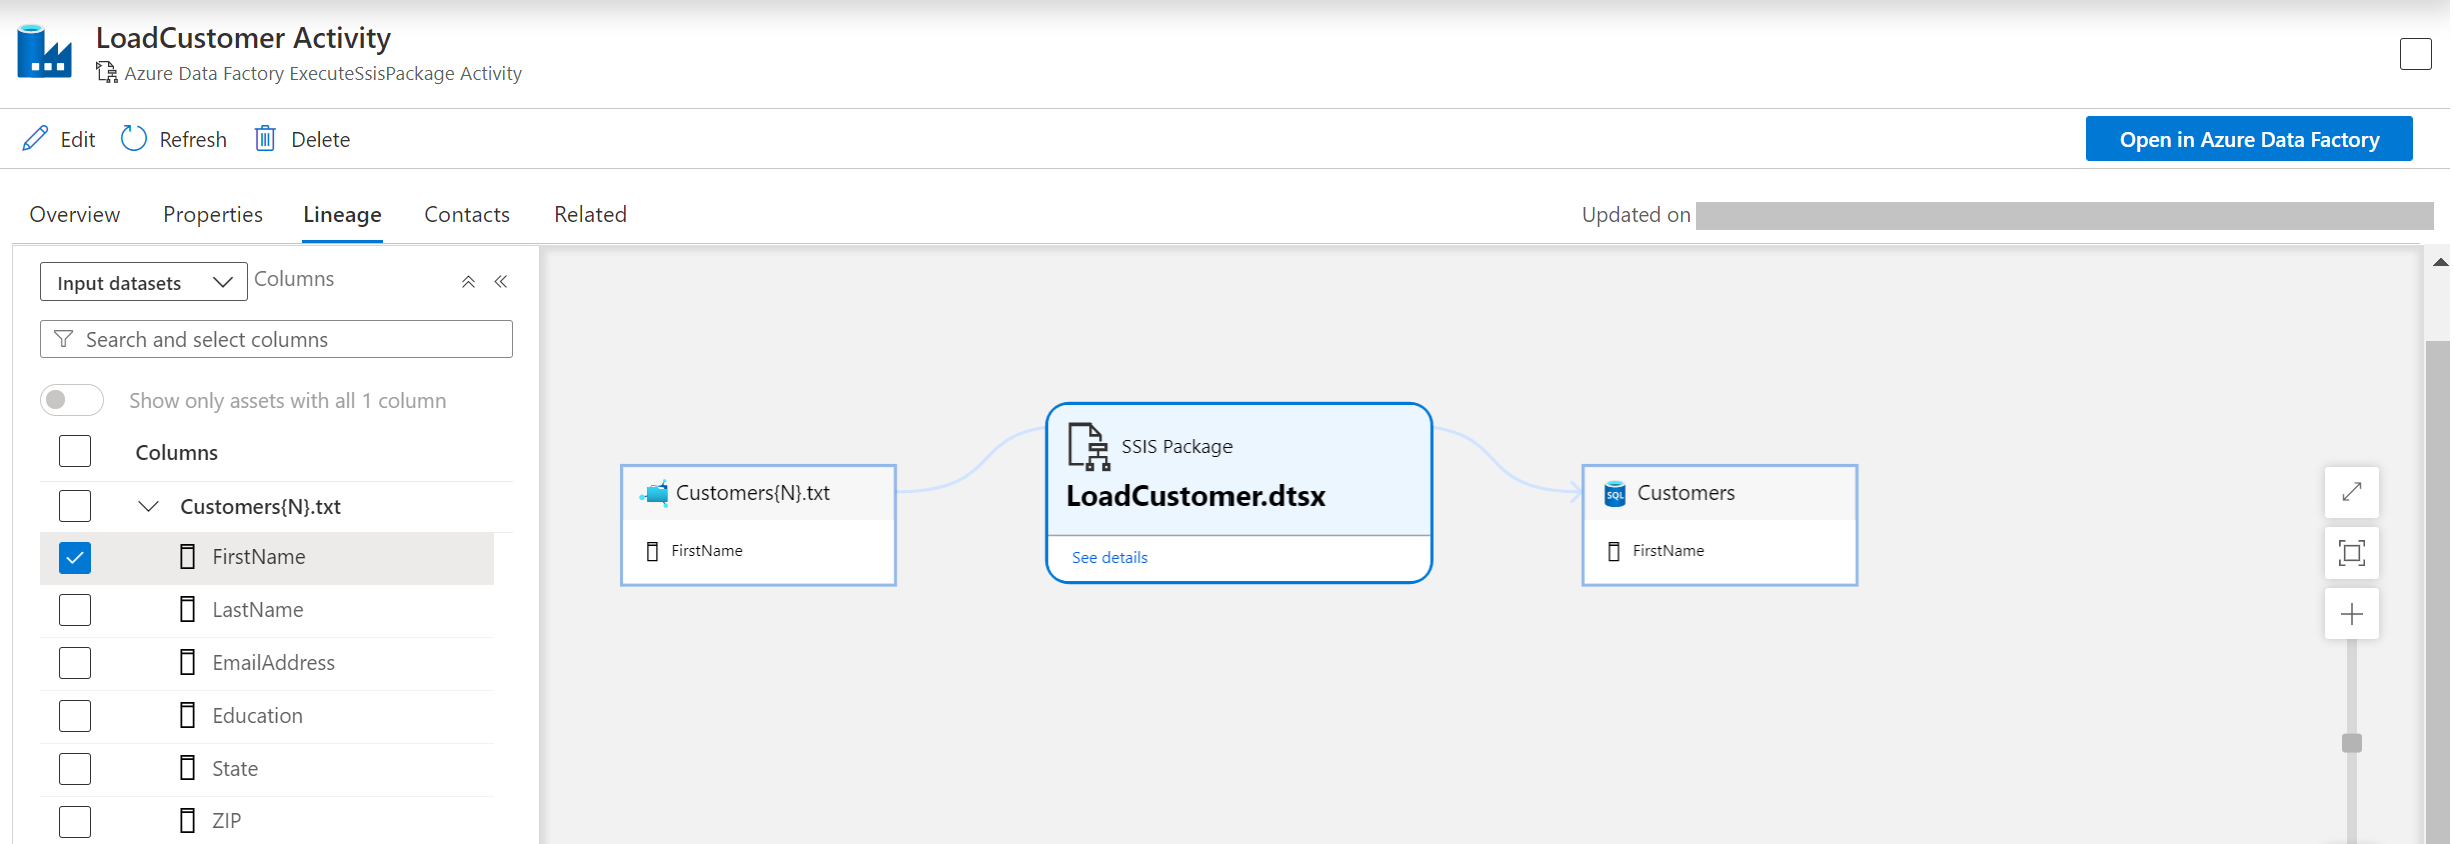 LoadCustomer Activity
Azure Data Factory ExecuteSsisPackage Activity
Edit
Refresh
Delete
Open in Azure Data Factory
Overview
Properties
Lineage
Contacts
Related
Updated on
Input datasets
Columns
Search and select columns
Show only assets with all 1 column
Columns
Customers{N}.txt
FirstName
LastName
EmailAddress
Education
State
ZIP
Customers{N}.txt
FirstName
SSIS Package
LoadCustomer.dtsx
See details
SQL
Customers
FirstName